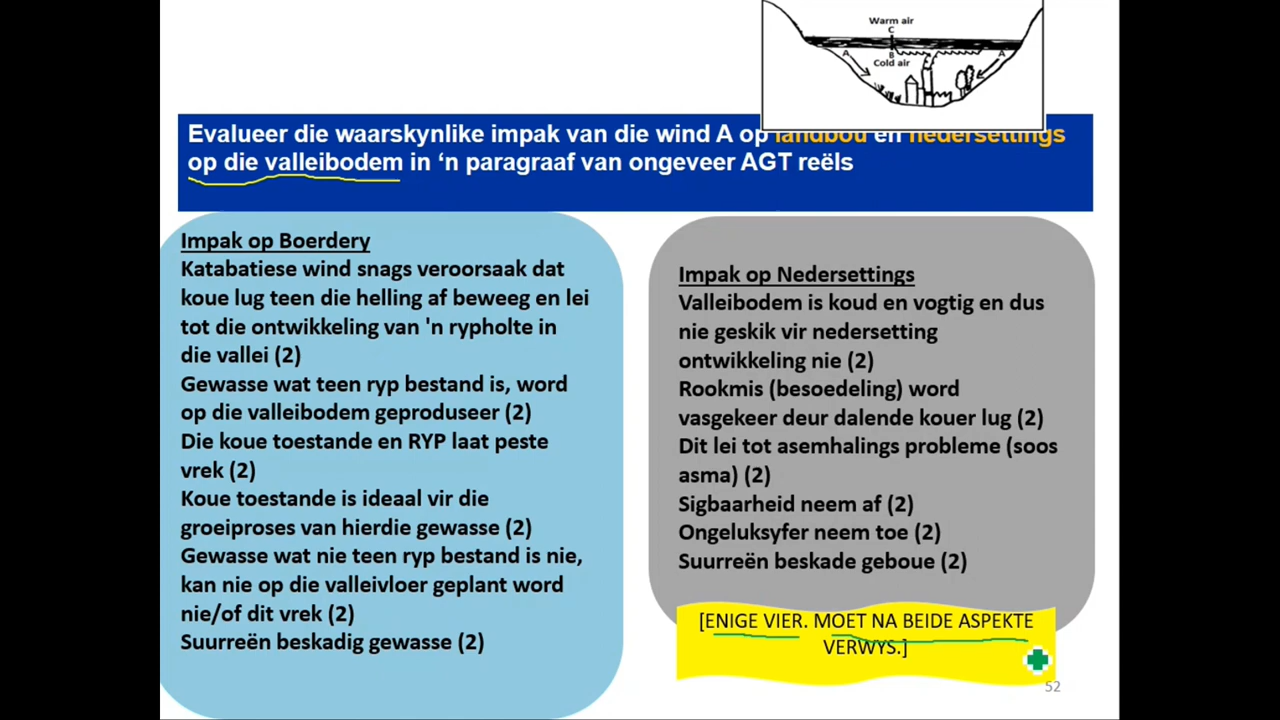 Warm air
C
A
B
A
Cold air
Evalueer die waarskynlike impak van die wind A op landbou en nedersettings
op die valleibodem in ‘n paragraaf van ongeveer AGT reëls
Impak op Boerdery
Katabatiese wind snags veroorsaak dat
koue lug teen die helling af beweeg en lei
tot die ontwikkeling van 'n rypholte in
die vallei (2)
Gewasse wat teen ryp bestand is, word
op die valleibodem geproduseer (2)
Die koue toestande en RYP laat peste
vrek (2)
Koue toestande is ideaal vir die
groeiproses van hierdie gewasse (2)
Gewasse wat nie teen ryp bestand is nie,
kan nie op die valleivloer geplant word
nie/of dit vrek (2)
Suurreën beskadig gewasse (2)
Impak op Nedersettings
Valleibodem is koud en vogtig en dus
nie geskik vir nedersetting
ontwikkeling nie (2)
Rookmis (besoedeling) word
vasgekeer deur dalende kouer lug (2)
Dit lei tot asemhalings probleme (soos
asma) (2)
Sigbaarheid neem af (2)
Ongeluksyfer neem toe (2)
Suurreën beskade geboue (2)
[ENIGE VIER. MOET NA BEIDE ASPEKTE
VERWYS.]
52